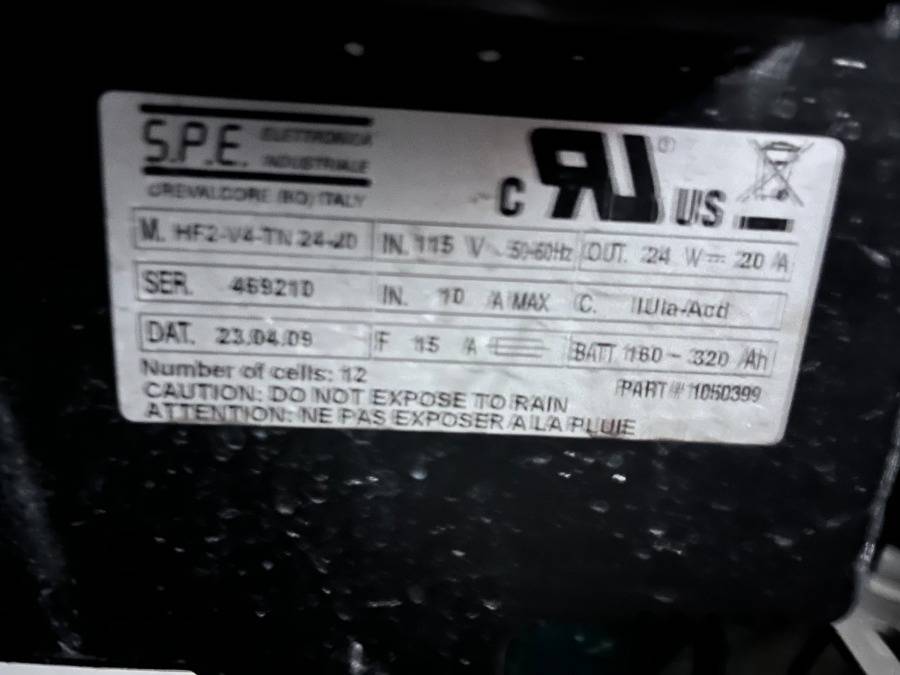 S.P.E. ELETTRONICA
INDUSTRIALE
CREVALCORE (BO) ITALY
C RU ® US
M. HF2-V4-TN 24-20 IN. 115 V ~ 50-60Hz OUT. 24 V 20 A
SER. 469210 IN. 10 A MAX C. IUIa-Acd
DAT. 23.04.09 F 15 A BATT. 160 - 320 Ah
Number of cells: 12 PART # 1050399
CAUTION: DO NOT EXPOSE TO RAIN
ATTENTION: NE PAS EXPOSER A LA PLUIE